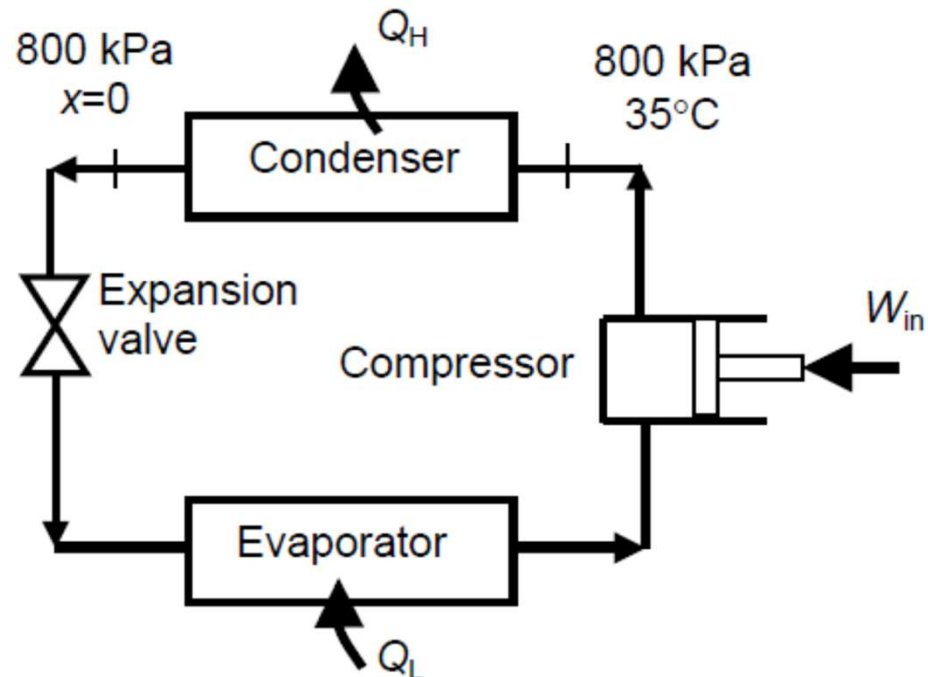 Q_H
800 kPa
x=0
800 kPa
35°C
Condenser
Expansion
valve
Compressor
W_in
Evaporator
Q_L